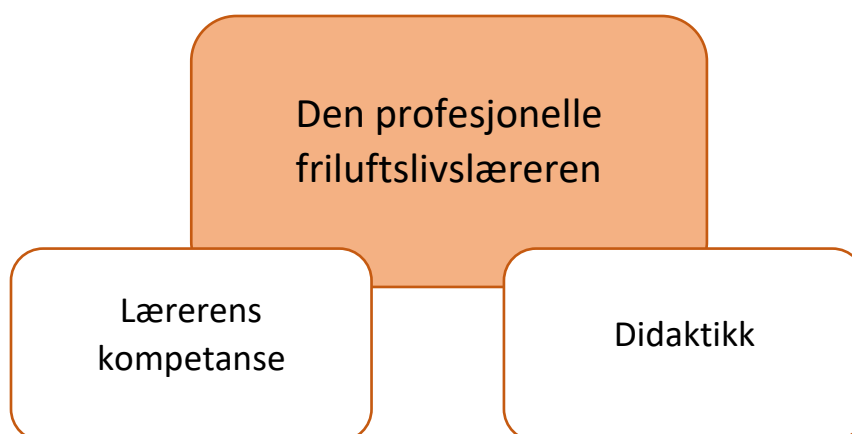 Den profesjonelle
friluftslivslæreren
Lærerens
kompetanse
Didaktikk